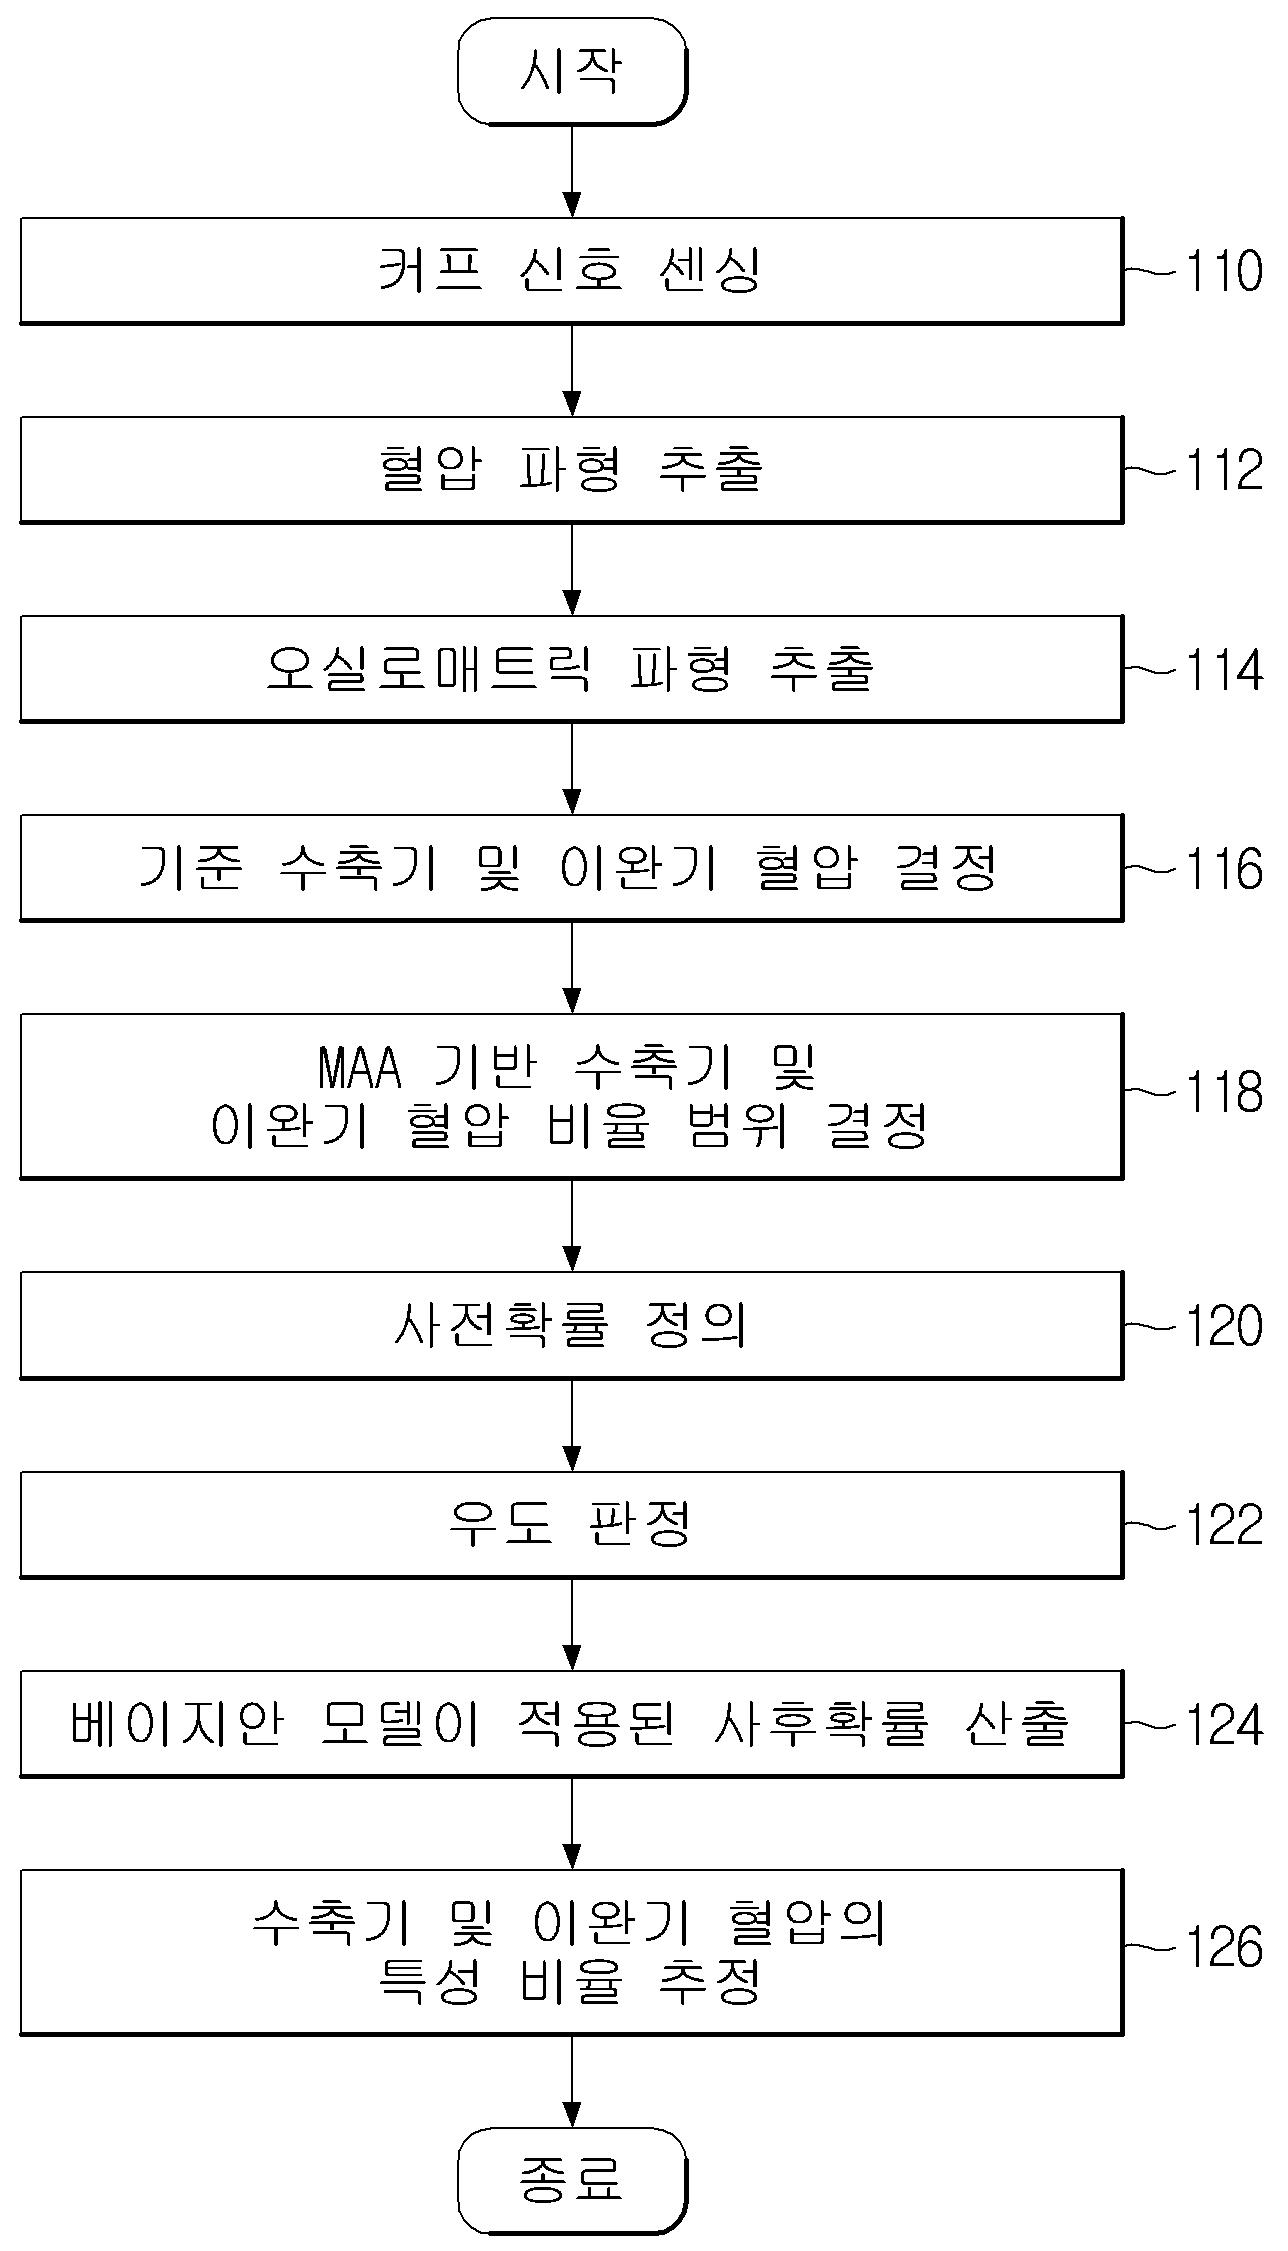 시작
커프 신호 센싱
110
혈압 파형 추출
112
오실로매트릭 파형 추출
114
기준 수축기 및 이완기 혈압 결정
116
MAA 기반 수축기 및
이완기 혈압 비율 범위 결정
118
사전확률 정의
120
우도 판정
122
베이지안 모델이 적용된 사후확률 산출
124
수축기 및 이완기 혈압의
특성 비율 추정
126
종료